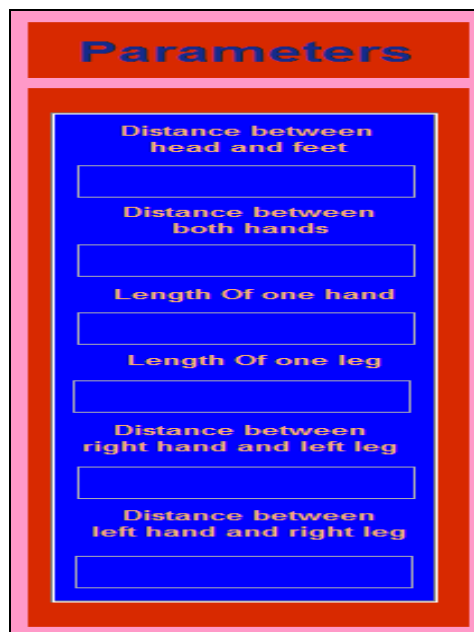 Parameters
Distance between
head and feet
Distance between
both hands
Length Of one hand
Length Of one leg
Distance between
right hand and left leg
Distance between
left hand and right leg